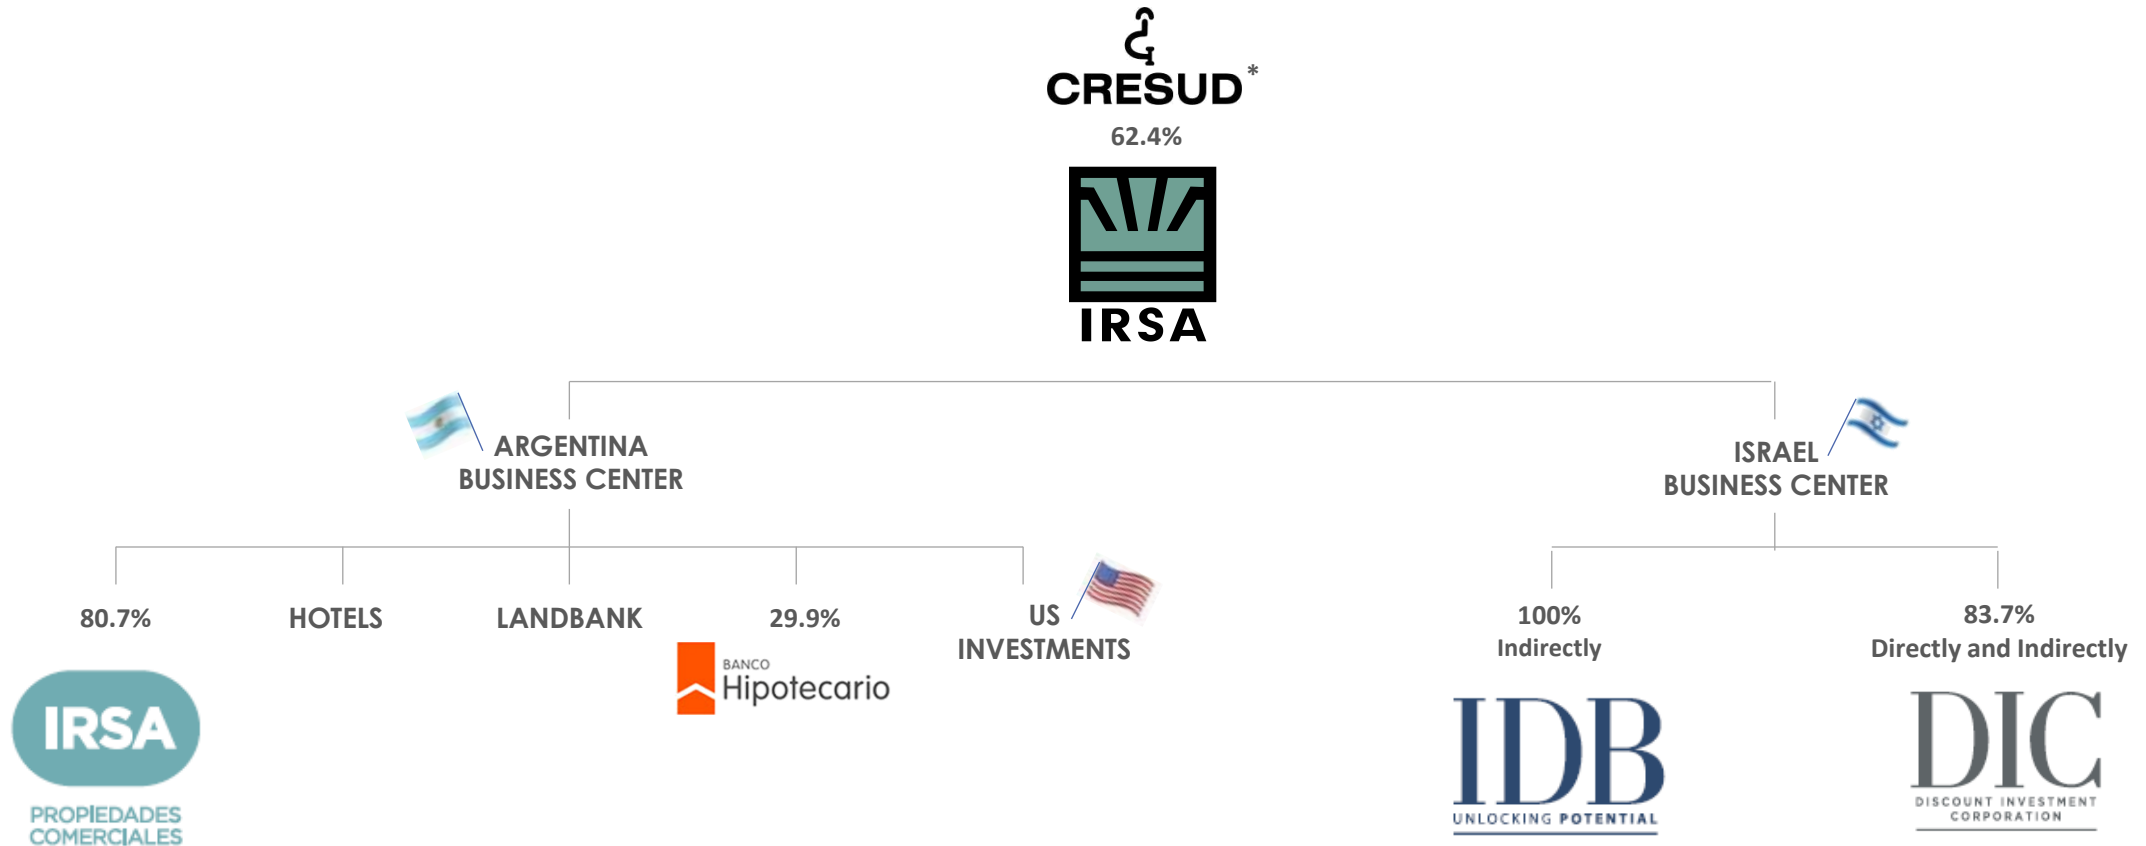 CRESUD*
62.4%
IRSA
ARGENTINA
BUSINESS CENTER
ISRAEL
BUSINESS CENTER
80.7%
HOTELS
LANDBANK
29.9%
US
INVESTMENTS
100%
Indirectly
83.7%
Directly and Indirectly
IRSA
PROPIEDADES
COMERCIALES
BANCO
Hipotecario
IDB
UNLOCKING POTENTIAL
DIC
DISCOUNT INVESTMENT
CORPORATION